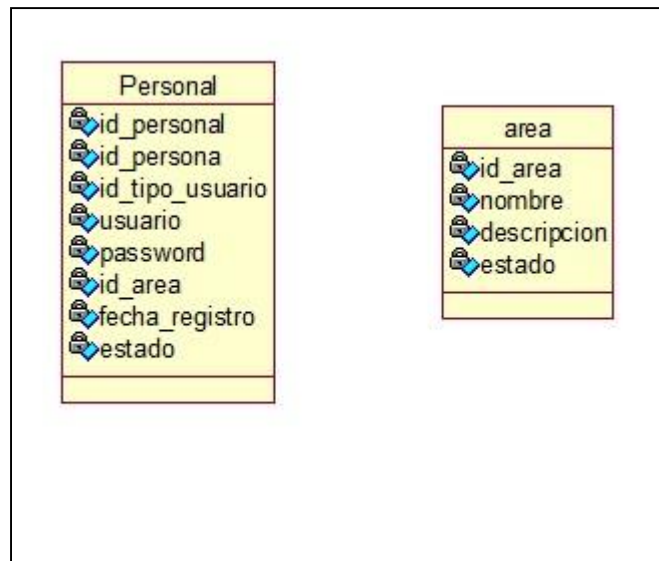 Personal
id_personal
id_persona
id_tipo_usuario
usuario
password
id_area
fecha_registro
estado
area
id_area
nombre
descripcion
estado